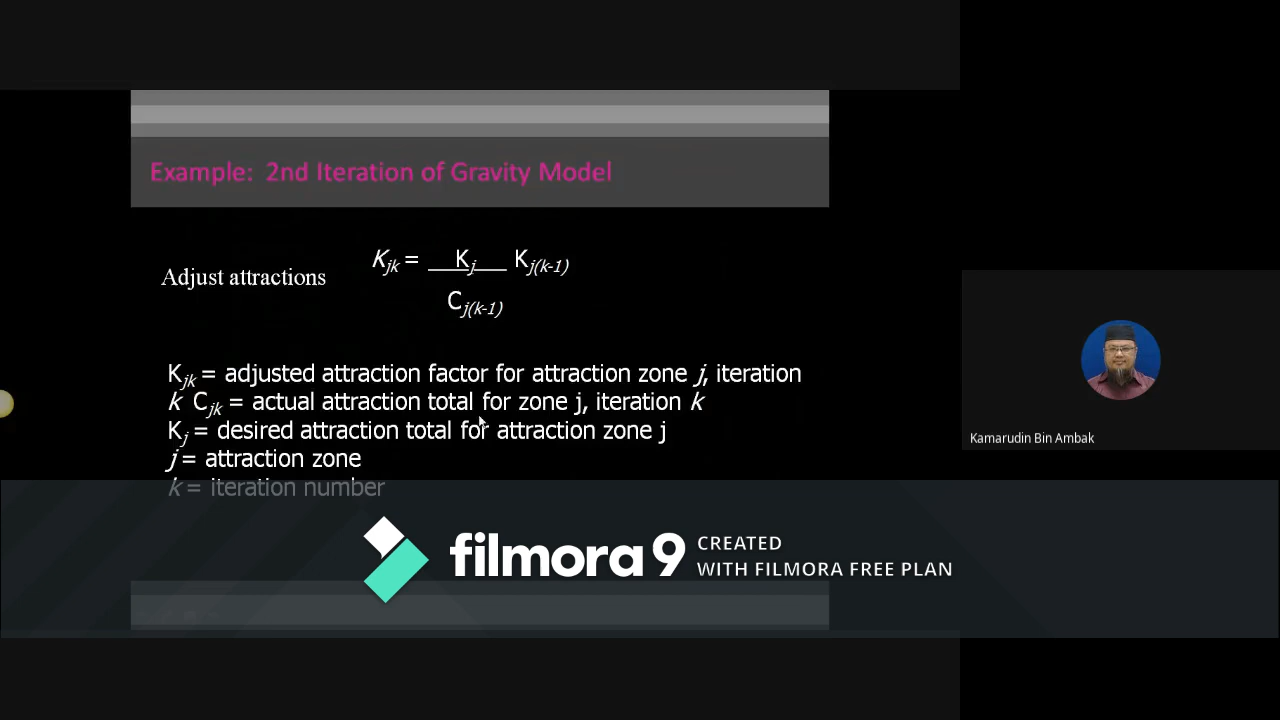 Example: 2nd Iteration of Gravity Model
Adjust attractions
Kjk = Kj Kj(k-1)
Cj(k-1)
Kjk = adjusted attraction factor for attraction zone j, iteration
k Cjk = actual attraction total for zone j, iteration k
Kj = desired attraction total for attraction zone j
j = attraction zone
k = iteration number
Kamarudin Bin Ambak
filmora 9
CREATED
WITH FILMORA FREE PLAN